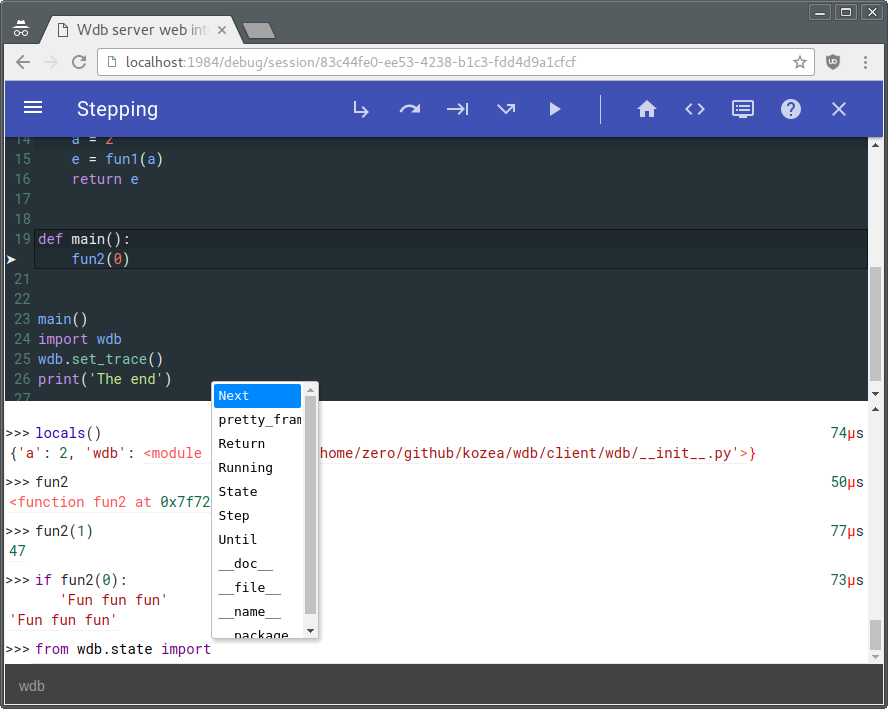 Wdb server web int
localhost:1984/debug/session/83c44fe0-ee53-4238-b1c3-fdd4d9a1cfcf
Stepping
14 a = 2
15 e = fun1(a)
16 return e
17
18
19 def main():
fun2(0)
21
22
23 main()
24 import wdb
25 wdb.set_trace()
26 print('The end')
27
>>> locals() 74µs
{'a': 2, 'wdb': <module home/zero/github/kozea/wdb/client/wdb/__init__.py'>}
>>> fun2 50µs
<function fun2 at 0x7f72
>>> fun2(1) 77µs
47
>>> if fun2(0): 73µs
'Fun fun fun'
'Fun fun fun'
>>> from wdb.state import
Next
pretty_fram
Return
Running
State
Step
Until
__doc__
__file__
__name__
__package
wdb